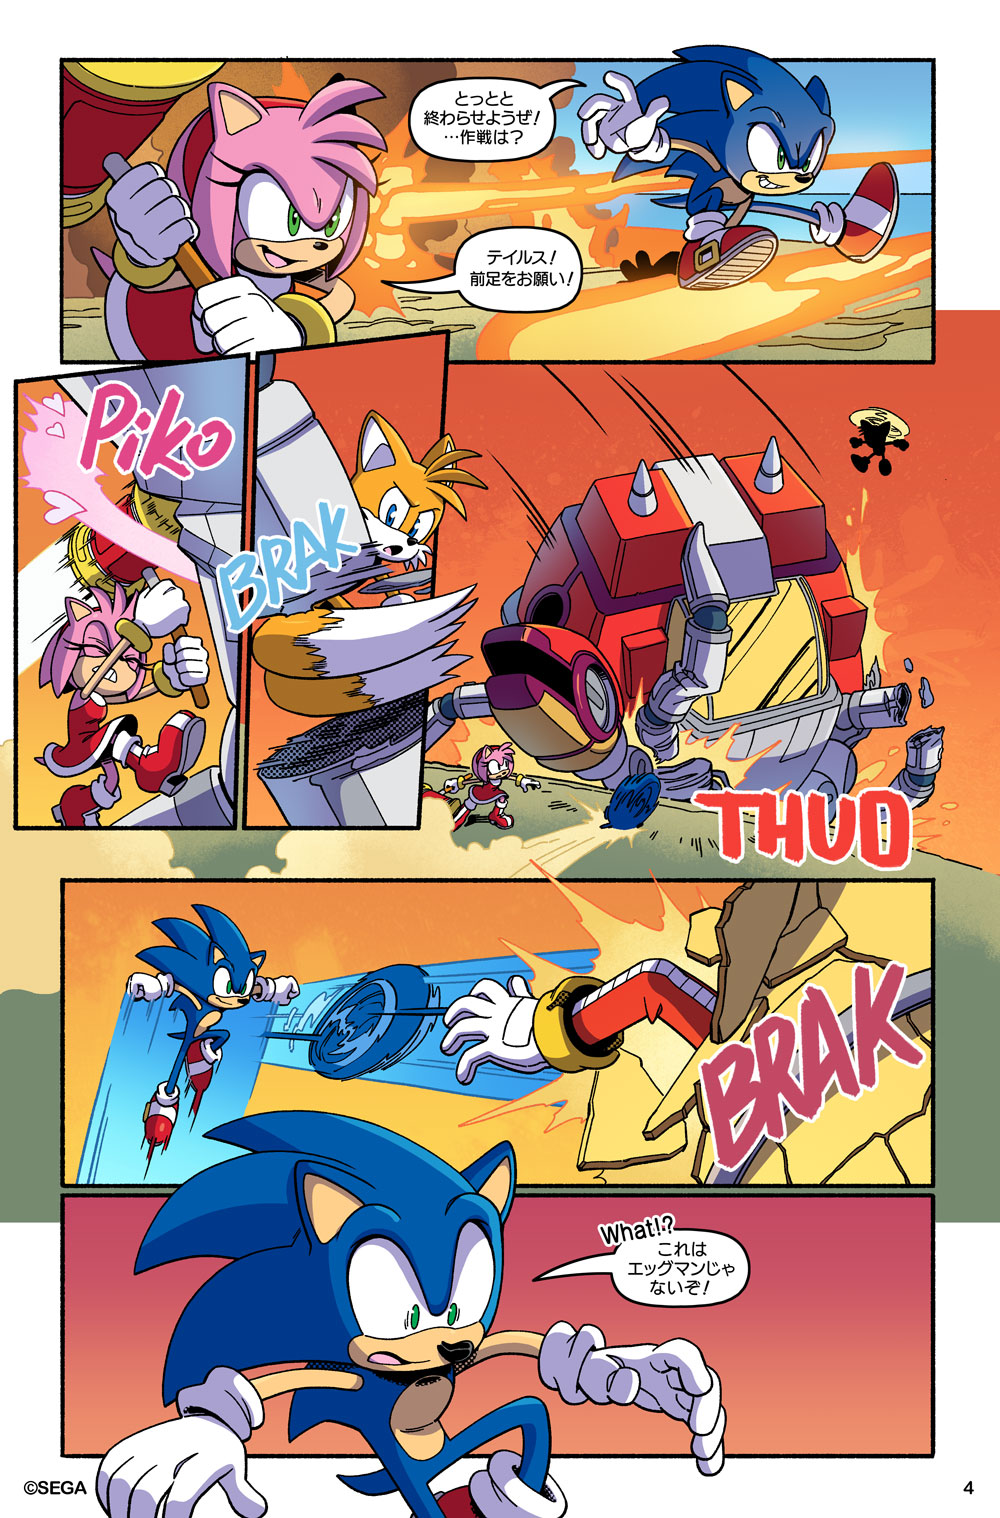 とっとと
終わらせようぜ!
…作戦は?
テイルス!
前足をお願い!
PiKo
BRAK
THUD
BRAK
What!?
これは
エッグマンじゃ
ないぞ!
©SEGA
4